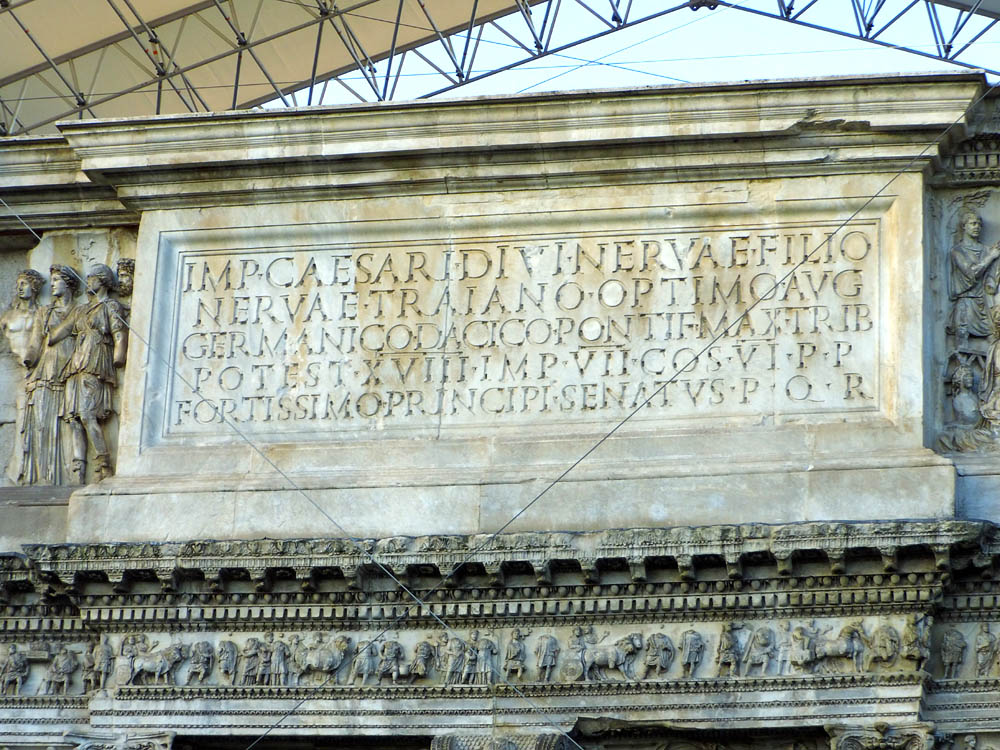 IMP·CAESARI·DIVI·NERVAE·FILIO
NERVAE·TRAIANO·OPTIMO·AVG
GERMANICO·DACICO·PONTIF·MAX·TRIB
POTEST·XVIII·IMP·VII·COS·VI·P·P
FORTISSIMO·PRINCIPI·SENATVS·P·Q·R